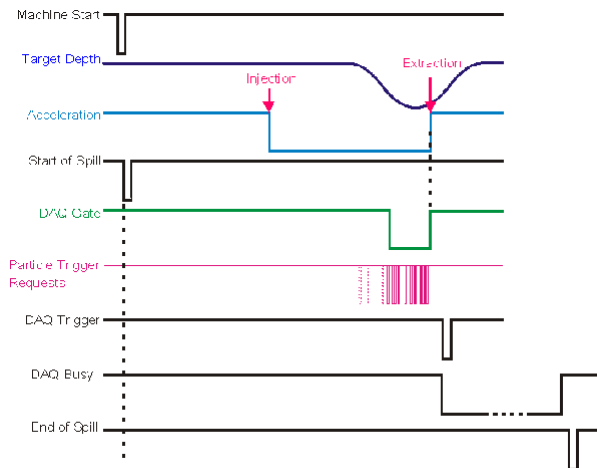 Machine Start
Target Depth
Injection
Extraction
Acceleration
Start of Spill
DAQ Gate
Particle Trigger
Requests
DAQ Trigger
DAQ Busy
End of Spill